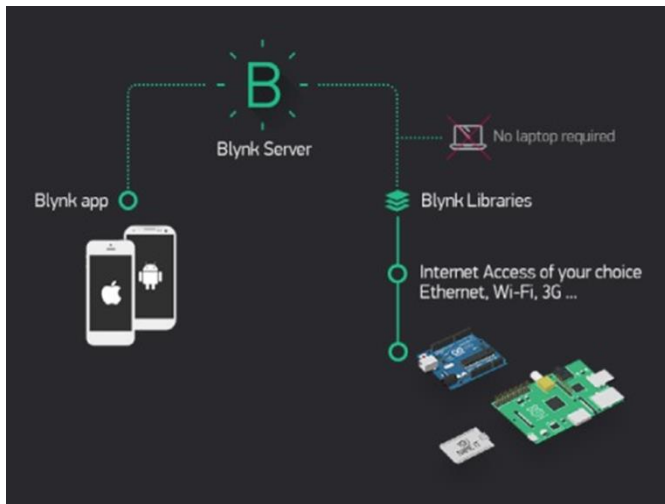 B
Blynk Server
No laptop required
Blynk app
Blynk Libraries
Internet Access of your choice
Ethernet, Wi-Fi, 3G ...